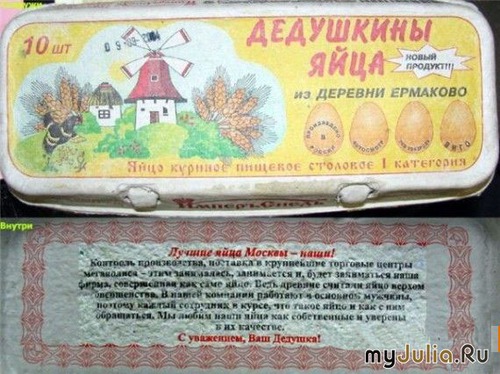 10 шт
ДЕДУШКИНЫ
ЯЙЦА
НОВЫЙ
ПРОДУКТ!!!
ИЗ ДЕРЕВНИ ЕРМАКОВО
Яйцо куриное пищевое столовое 1 категория
Внутри
Лучшие яйца Москвы – наши!
Контроль производства, поставка в крупнейшие торговые центры
мегаполиса – этим занималась, занимается и будет заниматься наша
фирма, совершенная как само яйцо. Ведь древние считали яйцо верхом
совершенства. В нашей компании работают в основном мужчины,
поэтому каждый сотрудник в курсе, что такое яйцо и как с ним
обращаться. Мы любим наши яйца как собственные и уверены
в их качестве.
С уважением, Ваш Дедушка!
myJulia.Ru